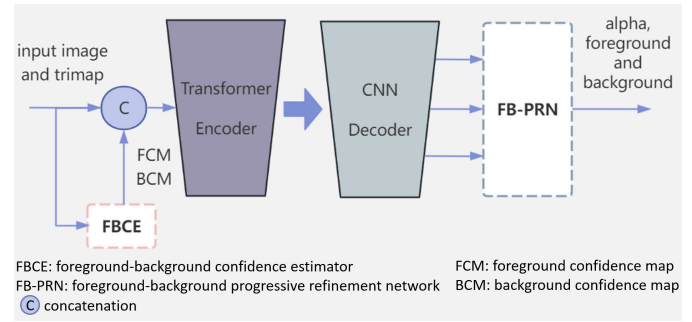 input image
and trimap
C
Transformer
Encoder
CNN
Decoder
FB-PRN
alpha,
foreground
and
background
FCM
BCM
FBCE
FBCE: foreground-background confidence estimator
FCM: foreground confidence map
FB-PRN: foreground-background progressive refinement network
BCM: background confidence map
C concatenation